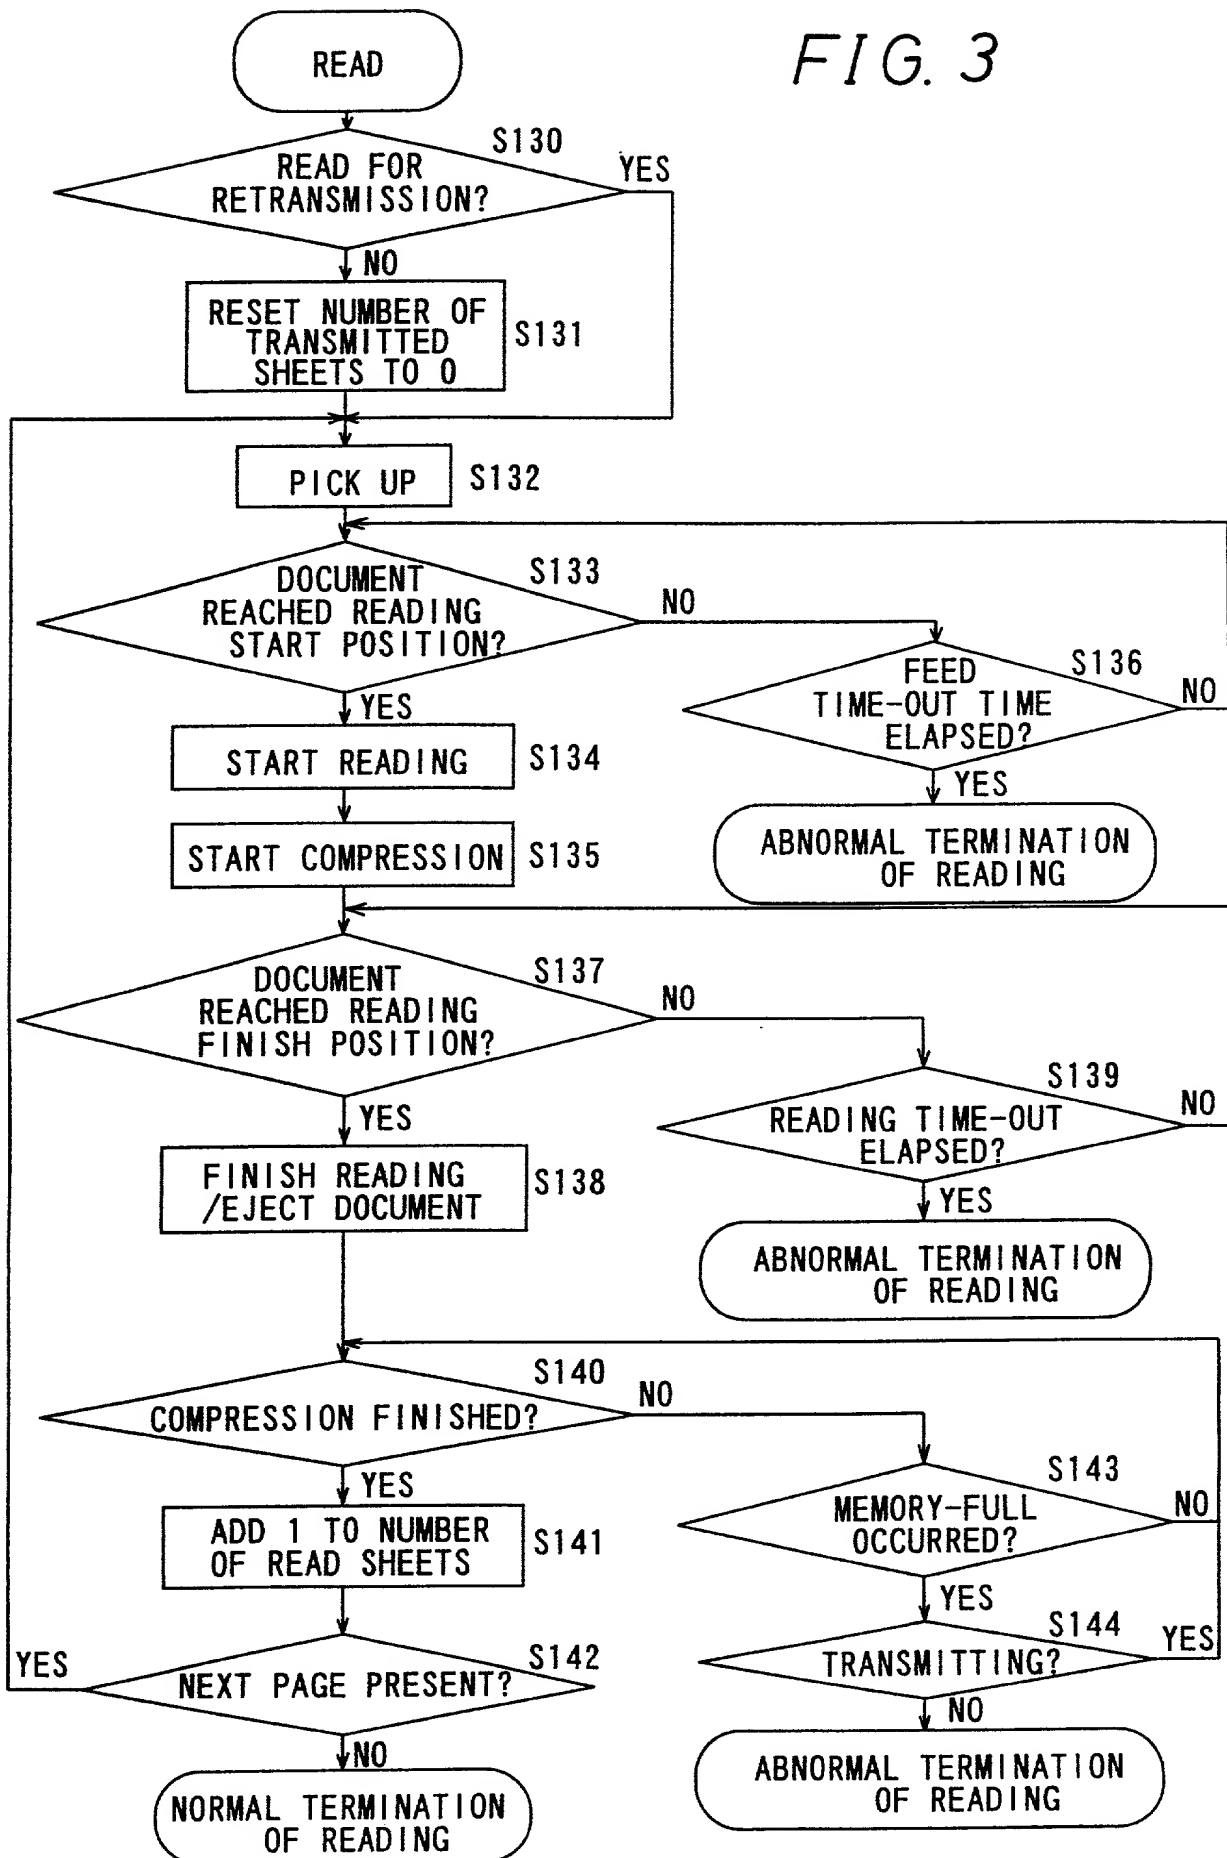 FIG. 3
READ
S130
READ FOR
RETRANSMISSION?
YES
NO
RESET NUMBER OF
TRANSMITTED
SHEETS TO 0
S131
PICK UP
S132
S133
DOCUMENT
REACHED READING
START POSITION?
NO
YES
S136
FEED
TIME-OUT TIME
ELAPSED?
NO
YES
START READING
S134
ABNORMAL TERMINATION
OF READING
START COMPRESSION
S135
S137
DOCUMENT
REACHED READING
FINISH POSITION?
NO
YES
S139
READING TIME-OUT
ELAPSED?
NO
YES
FINISH READING
/EJECT DOCUMENT
S138
ABNORMAL TERMINATION
OF READING
S140
COMPRESSION FINISHED?
NO
YES
S143
MEMORY-FULL
OCCURRED?
NO
YES
ADD 1 TO NUMBER
OF READ SHEETS
S141
S144
TRANSMITTING?
YES
NO
S142
NEXT PAGE PRESENT?
YES
NO
ABNORMAL TERMINATION
OF READING
NORMAL TERMINATION
OF READING